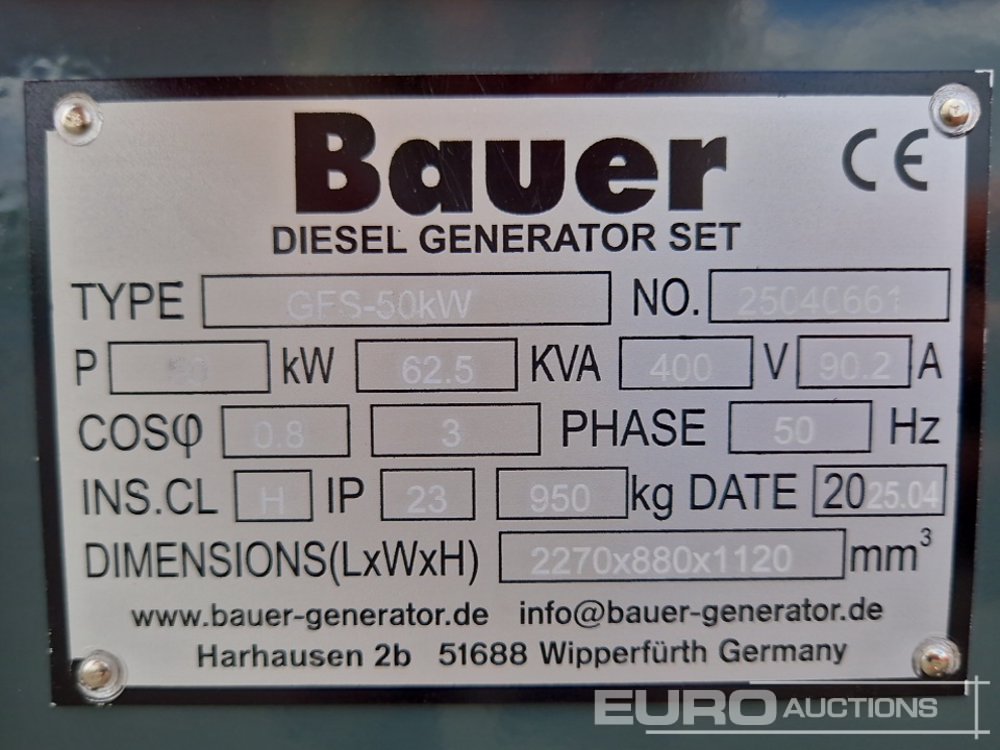 Bauer CE
DIESEL GENERATOR SET
TYPE GFS-50kW NO. 25040661
P 50 kW 62.5 KVA 400 V 90.2 A
COSφ 0.8 3 PHASE 50 Hz
INS.CL H IP 23 950 kg DATE 2025.04
DIMENSIONS(LxWxH) 2270x880x1120 mm³
www.bauer-generator.de info@bauer-generator.de
Harhausen 2b 51688 Wipperfürth Germany
EURO AUCTIONS